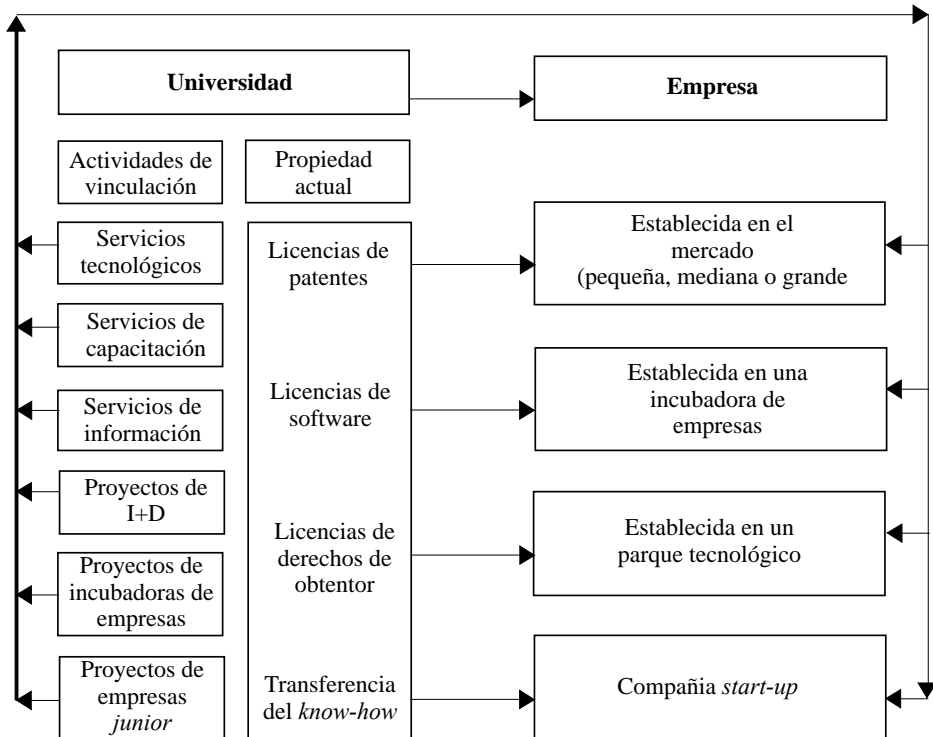 Universidad
Empresa
Actividades de
vinculación
Propiedad
actual
Servicios
tecnológicos
Servicios de
capacitación
Servicios de
información
Proyectos de
I+D
Proyectos de
incubadoras de
empresas
Proyectos de
empresas
junior
Licencias de
patentes
Licencias de
software
Licencias de
derechos de
obtentor
Transferencia
del know-how
Establecida en el
mercado
(pequeña, mediana o grande
Establecida en una
incubadora de
empresas
Establecida en un
parque tecnológico
Compañia start-up